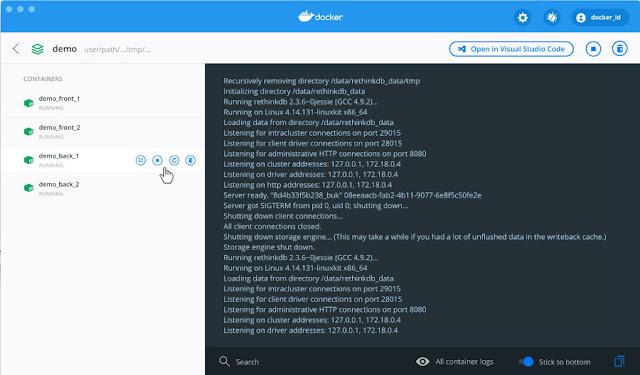 docker
docker_id
demo
user/path/.../tmp/...
Open in Visual Studio Code
CONTAINERS
demo_front_1
RUNNING
demo_front_2
RUNNING
demo_back_1
RUNNING
demo_back_2
RUNNING
Recursively removing directory /data/rethinkdb_data/tmp
Initializing directory /data/rethinkdb_data
Running rethinkdb 2.3.6~0jessie (GCC 4.9.2)...
Running on Linux 4.14.131-linuxkit x86_64
Loading data from directory /data/rethinkdb_data
Listening for intracluster connections on port 29015
Listening for client driver connections on port 28015
Listening for administrative HTTP connections on port 8080
Listening on cluster addresses: 127.0.0.1, 172.18.0.4
Listening on driver addresses: 127.0.0.1, 172.18.0.4
Listening on http addresses: 127.0.0.1, 172.18.0.4
Server ready, "8d4b33f5b238_buk" 08eeaacb-fab2-4b11-9077-6e8f5c50fe2e
Server got SIGTERM from pid 0, uid 0; shutting down...
Shutting down client connections...
All client connections closed.
Shutting down storage engine... (This may take a while if you had a lot of unflushed data in the writeback cache.)
Storage engine shut down.
Running rethinkdb 2.3.6~0jessie (GCC 4.9.2)...
Running on Linux 4.14.131-linuxkit x86_64
Loading data from directory /data/rethinkdb_data
Listening for intracluster connections on port 29015
Listening for client driver connections on port 28015
Listening for administrative HTTP connections on port 8080
Listening on cluster addresses: 127.0.0.1, 172.18.0.4
Listening on driver addresses: 127.0.0.1, 172.18.0.4
Search
All container logs
Stick to bottom